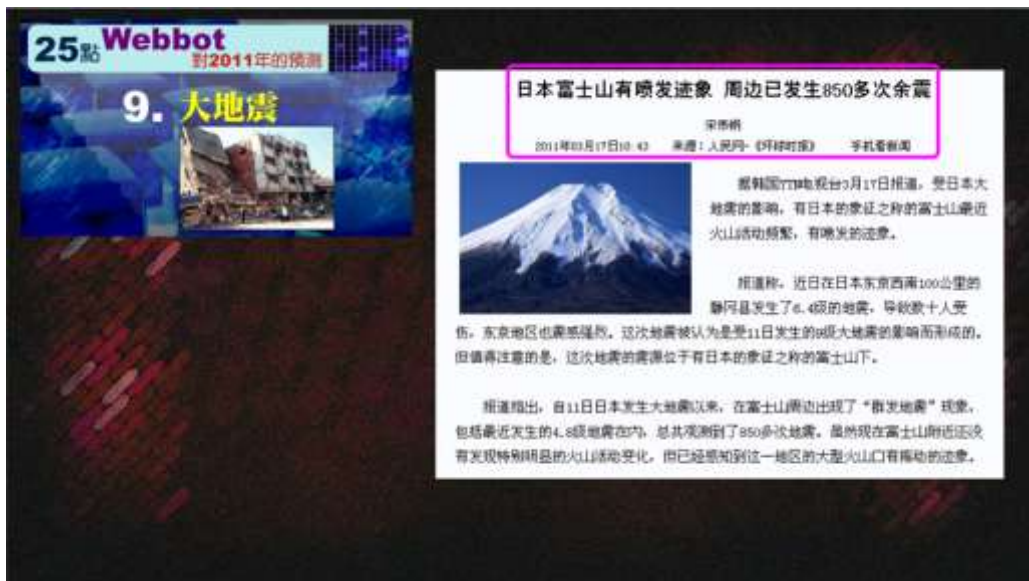 25點 Webbot
對2011年的預測
9. 大地震
日本富士山有喷发迹象 周边已发生850多次余震
2011年03月17日10:43 来源：人民网-《环球时报》 手机看新闻
据韩国YTN电视台3月17日报道，受日本大
地震的影响，有日本的象征之称的富士山最近
火山活动频繁，有喷发的迹象。
报道称，近日在日本东京西南100公里的
静冈县发生了6.4级的地震，导致数十人受
伤，东京地区也震感强烈。这次地震被认为是受11日发生的9级大地震的影响而形成的。
但值得注意的是，这次地震的震源位于有日本的象征之称的富士山下。
报道指出，自11日日本发生大地震以来，在富士山周边出现了“群发地震”现象，
包括最近发生的4.8级地震在内，总共观测到了850多次地震。虽然现在富士山附近还没
有发现特别明显的火山活动变化，但已经感知到这一地区的大型火山口有振动的迹象。